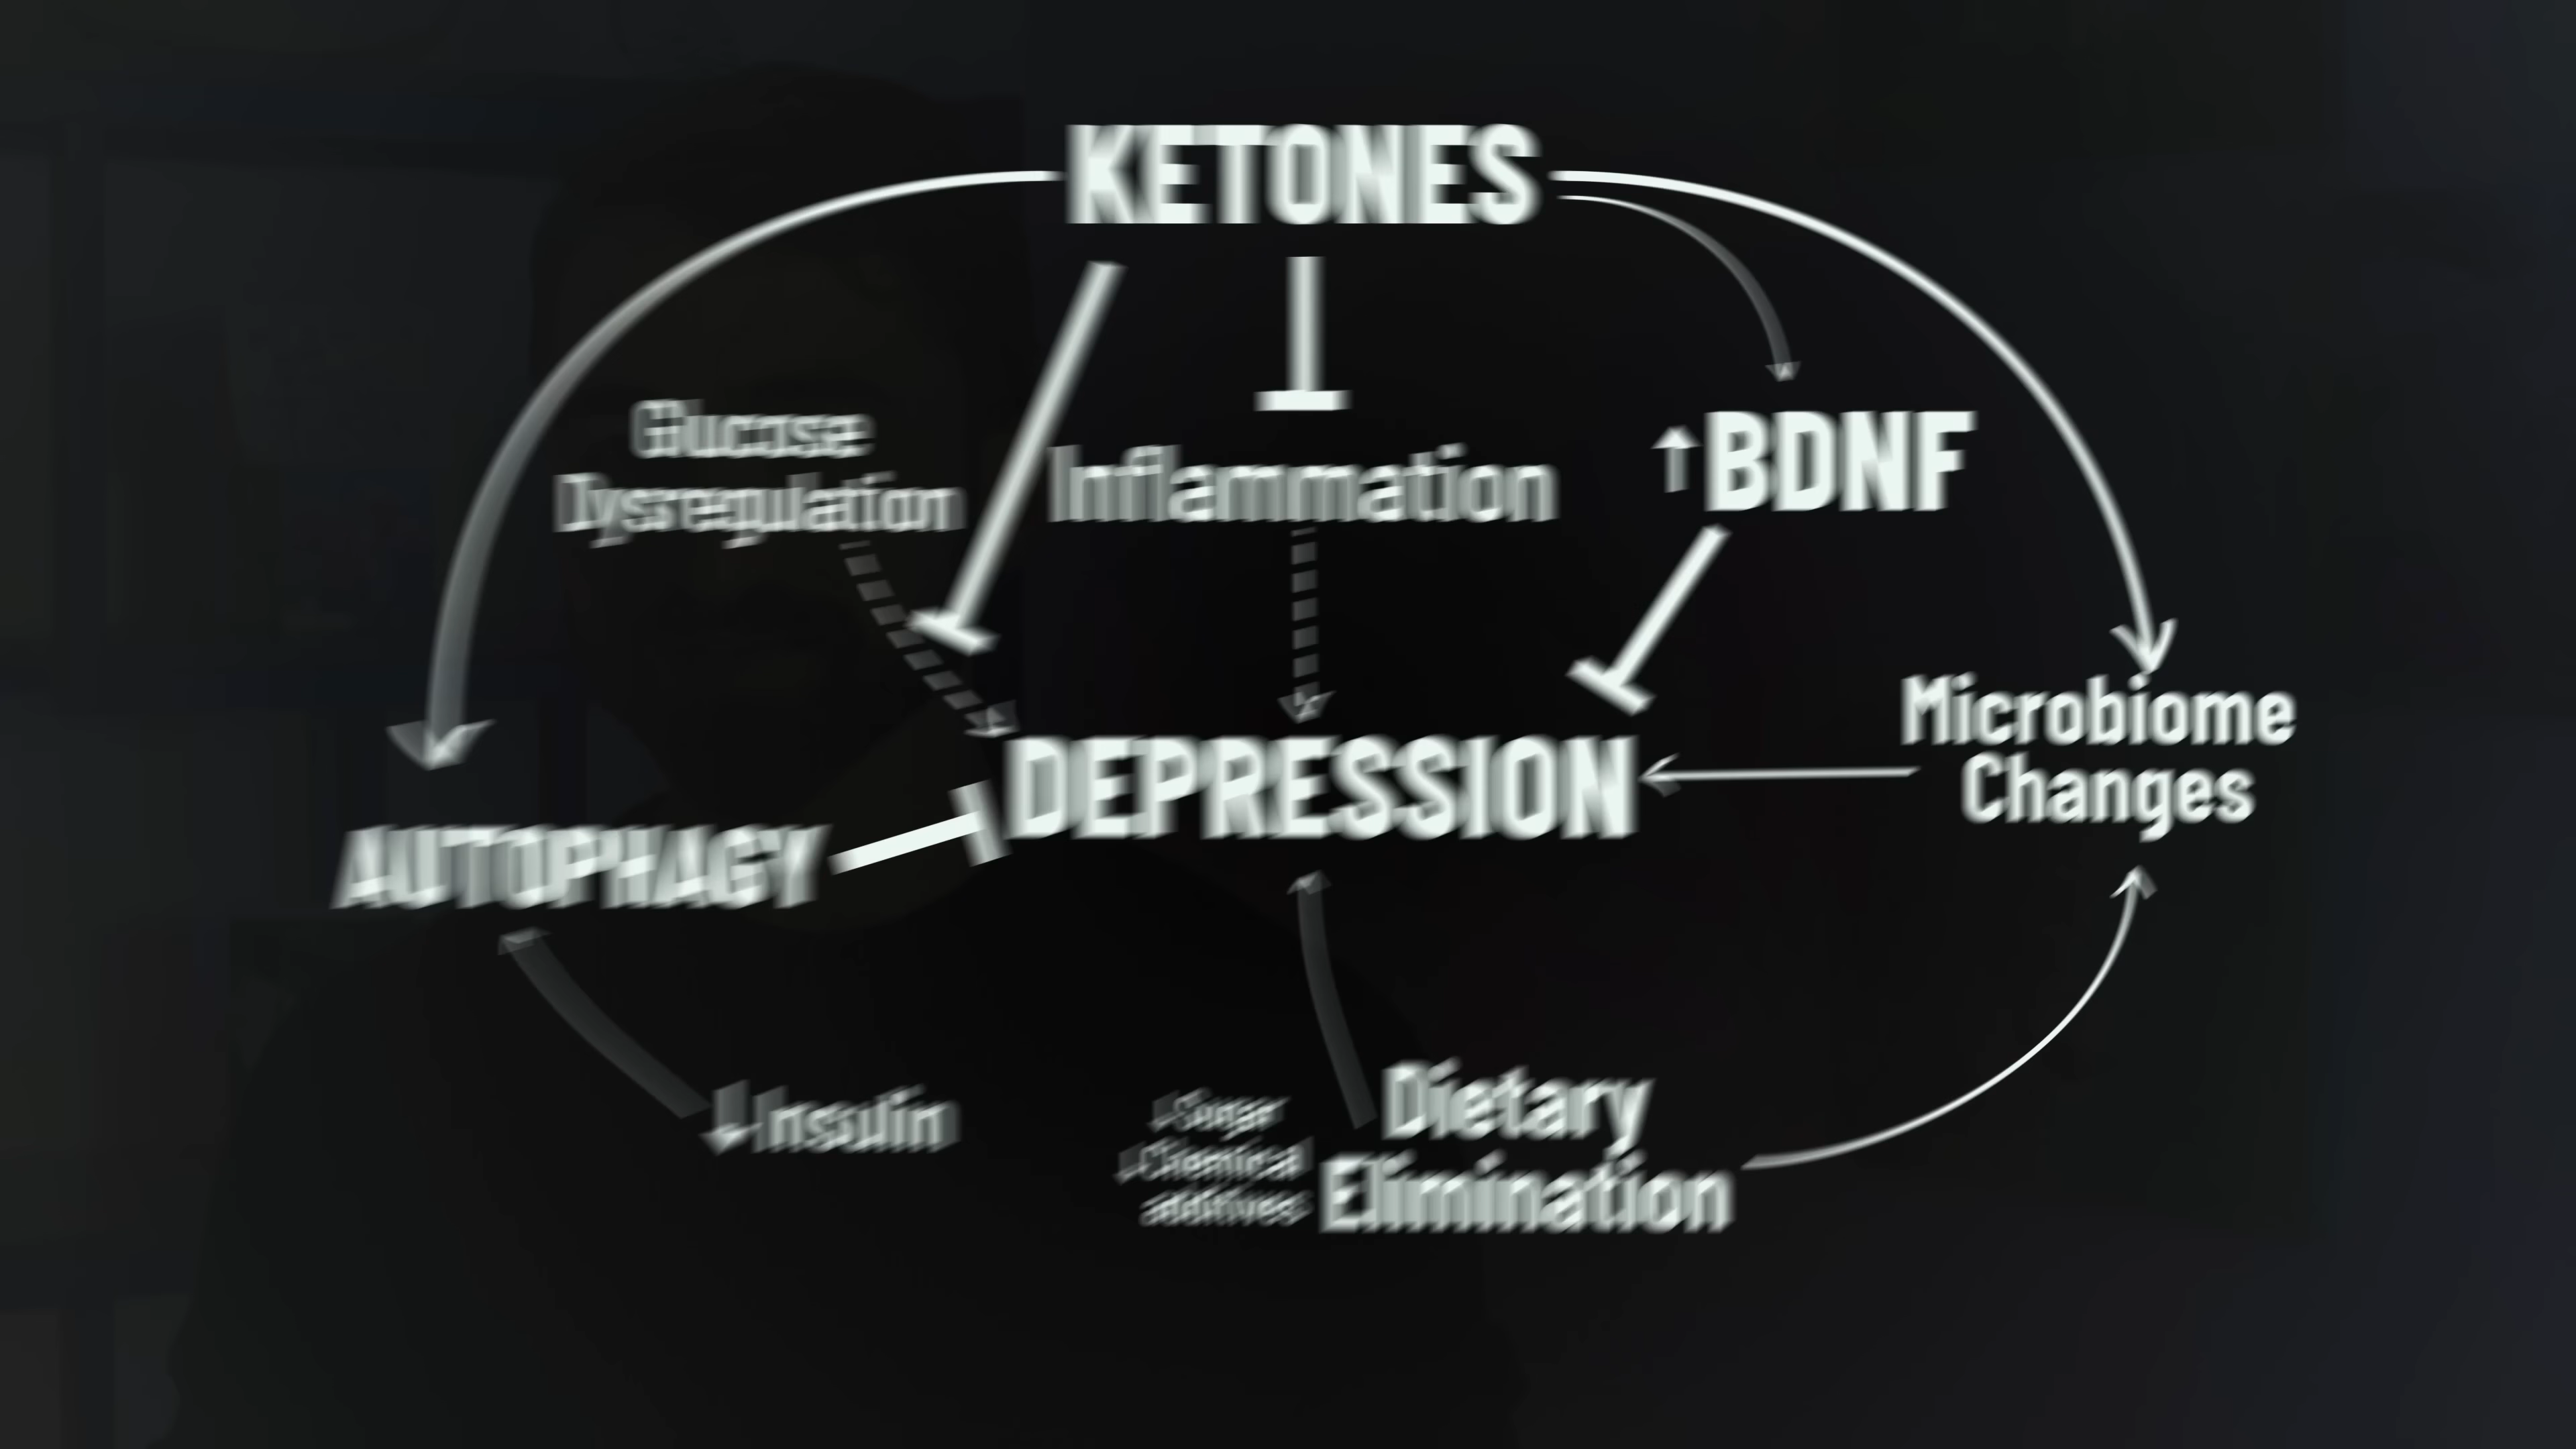 KETONES
Glucose
Dysregulation
Inflammation
↑BDNF
DEPRESSION
Microbiome
Changes
AUTOPHAGY
↓Insulin
↓Sugar
↓Chemical
additives
Dietary
Elimination